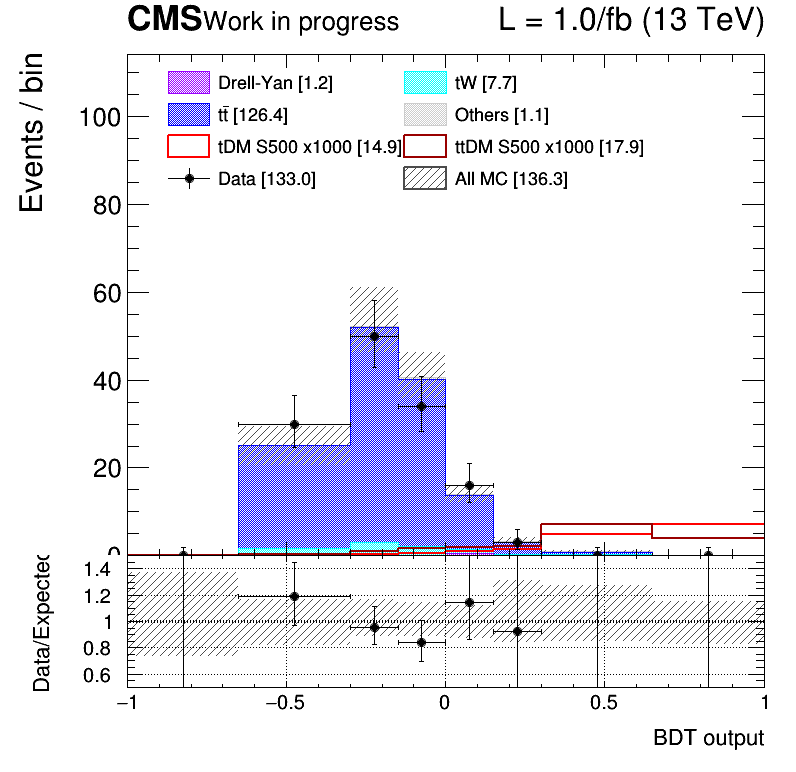 CMS Work in progress L = 1.0/fb (13 TeV)
Events / bin
Drell-Yan [1.2] tW [7.7]
tt̄ [126.4] Others [1.1]
tDM S500 x1000 [14.9] ttDM S500 x1000 [17.9]
Data [133.0] All MC [136.3]
100
80
60
40
20
0
Data/Expected
1.4
1.2
1
0.8
0.6
−1 −0.5 0 0.5 1
BDT output